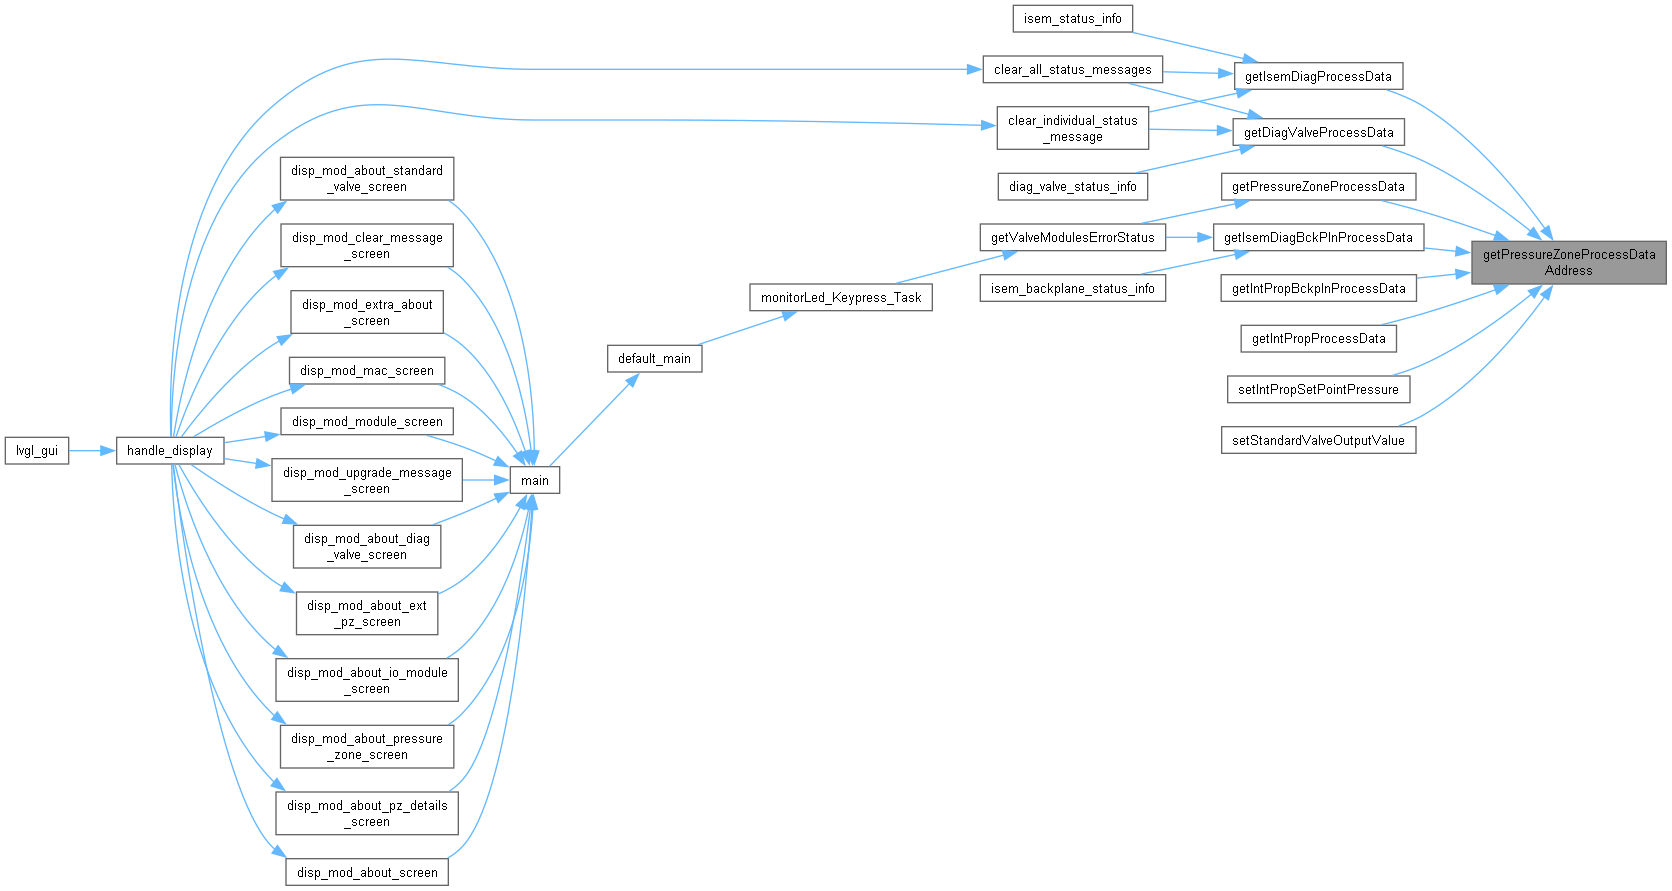 isem_status_info
clear_all_status_messages
getIsemDiagProcessData
clear_individual_status
_message
getDiagValveProcessData
disp_mod_about_standard
_valve_screen
diag_valve_status_info
getPressureZoneProcessData
disp_mod_clear_message
_screen
getValveModulesErrorStatus
getIsemDiagBckPlnProcessData
getPressureZoneProcessData
Address
isem_backplane_status_info
getIntPropBckplnProcessData
disp_mod_extra_about
_screen
monitorLed_Keypress_Task
getIntPropProcessData
default_main
disp_mod_mac_screen
setIntPropSetPointPressure
disp_mod_module_screen
setStandardValveOutputValue
lvgl_gui
handle_display
disp_mod_upgrade_message
_screen
main
disp_mod_about_diag
_valve_screen
disp_mod_about_ext
_pz_screen
disp_mod_about_io_module
_screen
disp_mod_about_pressure
_zone_screen
disp_mod_about_pz_details
_screen
disp_mod_about_screen